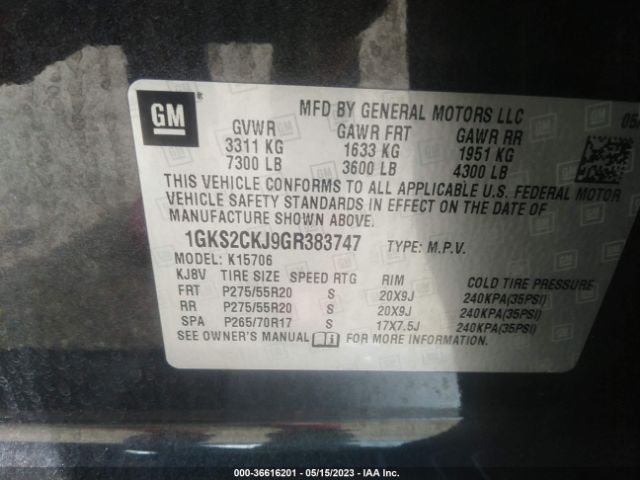 GM
MFD BY GENERAL MOTORS LLC
05
GVWR GAWR FRT GAWR RR
3311 KG 1633 KG 1951 KG
7300 LB 3600 LB 4300 LB
THIS VEHICLE CONFORMS TO ALL APPLICABLE U.S. FEDERAL MOTOR
VEHICLE SAFETY STANDARDS IN EFFECT ON THE DATE OF
MANUFACTURE SHOWN ABOVE.
1GKS2CKJ9GR383747 TYPE: M.P.V.
MODEL: K15706
KJ8V TIRE SIZE SPEED RTG RIM COLD TIRE PRESSURE
FRT P275/55R20 S 20X9J 240KPA(35PSI)
RR P275/55R20 S 20X9J 240KPA(35PSI)
SPA P265/70R17 S 17X7.5J 240KPA(35PSI)
SEE OWNER'S MANUAL FOR MORE INFORMATION.
000-36616201 - 05/15/2023 - IAA Inc.